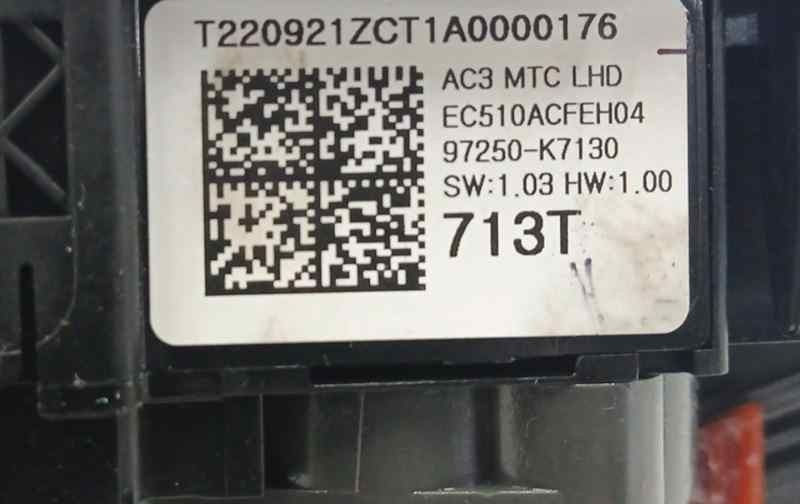 T220921ZCT1A0000176
AC3 MTC LHD
EC510ACFEH04
97250-K7130
SW:1.03 HW:1.00
713T